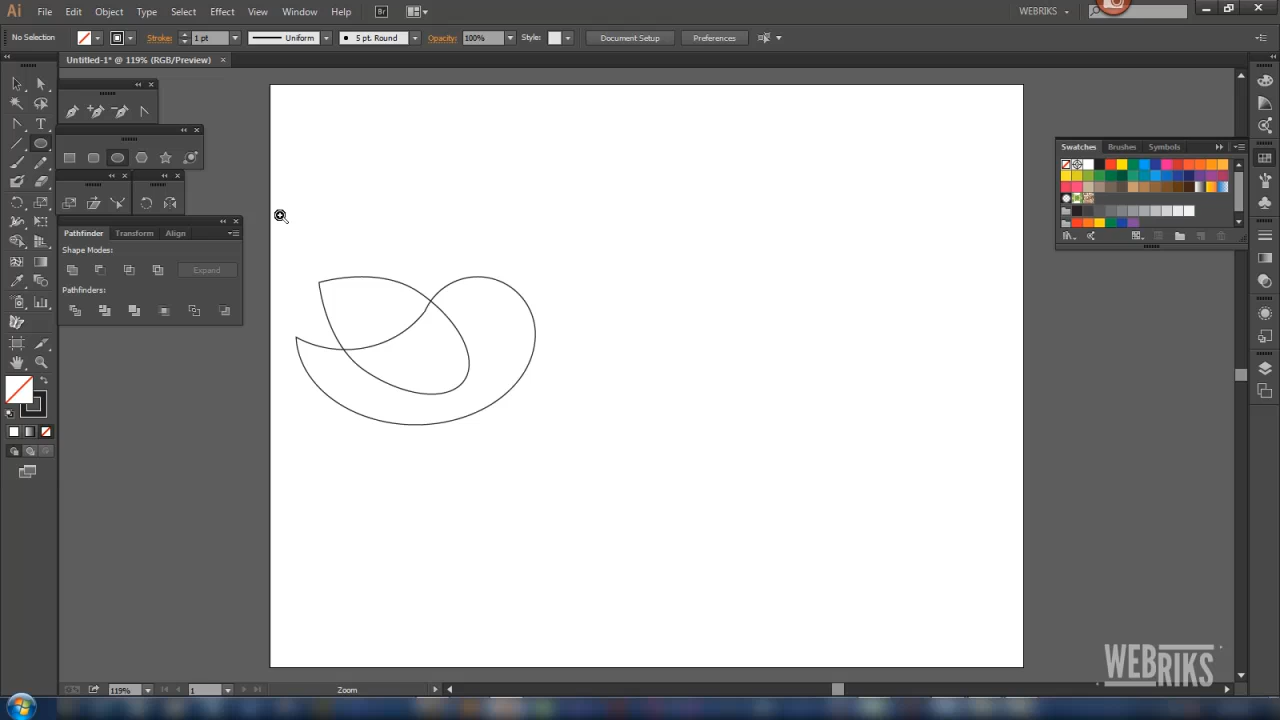 Ai File Edit Object Type Select Effect View Window Help Br WEBRIKS
No Selection Stroke: 1 pt Uniform 5 pt. Round Opacity: 100% Style: Document Setup Preferences
Untitled-1* @ 119% (RGB/Preview) ×
T
Swatches Brushes Symbols
Pathfinder Transform Align
Shape Modes:
Expand
Pathfinders:
119% 1 Zoom
WEBRIKS